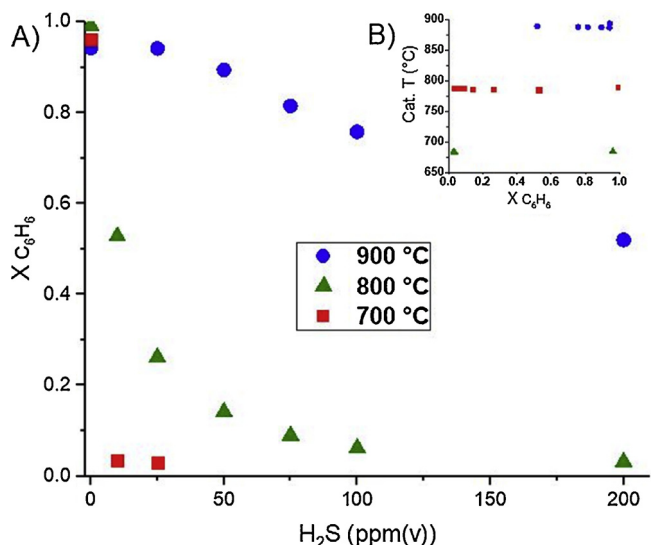 A)
1.0
0.8
0.6
0.4
0.2
0.0
X C₆H₆
0
50
100
150
200
H₂S (ppm(v))
900 °C
800 °C
700 °C
B)
900
850
800
750
700
650
Cat. T (°C)
0.0 0.2 0.4 0.6 0.8 1.0
X C₆H₆